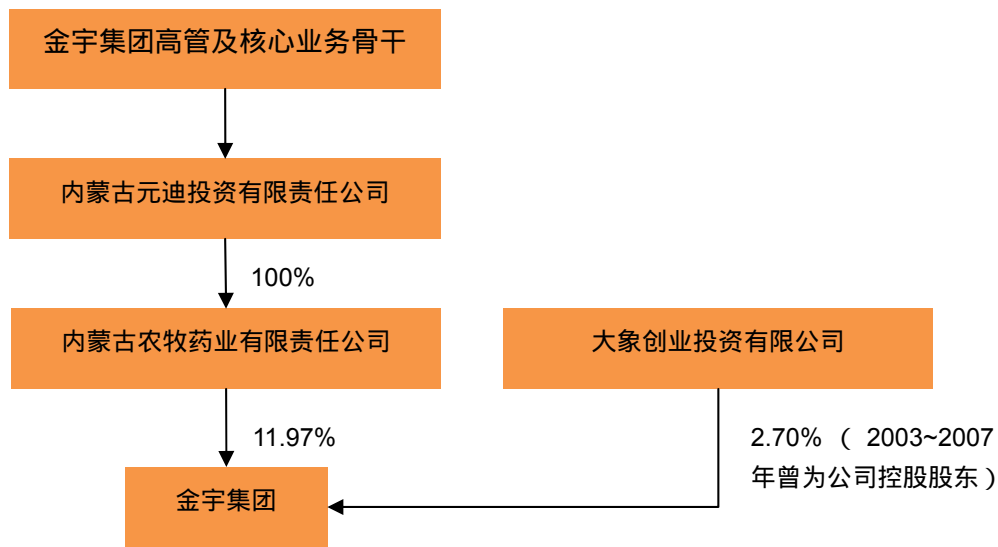 金宇集团高管及核心业务骨干
内蒙古元迪投资有限责任公司
100%
内蒙古农牧药业有限责任公司
大象创业投资有限公司
11.97%
2.70% （ 2003~2007
年曾为公司控股股东）
金宇集团